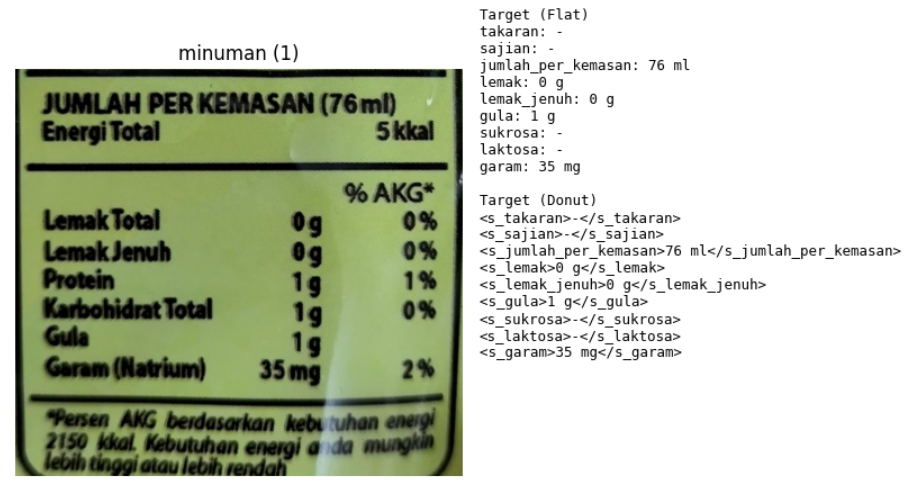 minuman (1)
JUMLAH PER KEMASAN (76ml)
Energi Total 5 kkal
% AKG*
Lemak Total 0 g 0 %
Lemak Jenuh 0 g 0 %
Protein 1 g 1 %
Karbohidrat Total 1 g 0 %
Gula 1 g
Garam (Natrium) 35 mg 2 %
*Persen AKG berdasarkan kebutuhan energi
2150 kkal. Kebutuhan energi anda mungkin
lebih tinggi atau lebih rendah
Target (Flat)
takaran: -
sajian: -
jumlah_per_kemasan: 76 ml
lemak: 0 g
lemak_jenuh: 0 g
gula: 1 g
sukrosa: -
laktosa: -
garam: 35 mg
Target (Donut)
<s_takaran>-</s_takaran>
<s_sajian>-</s_sajian>
<s_jumlah_per_kemasan>76 ml</s_jumlah_per_kemasan>
<s_lemak>0 g</s_lemak>
<s_lemak_jenuh>0 g</s_lemak_jenuh>
<s_gula>1 g</s_gula>
<s_sukrosa>-</s_sukrosa>
<s_laktosa>-</s_laktosa>
<s_garam>35 mg</s_garam>